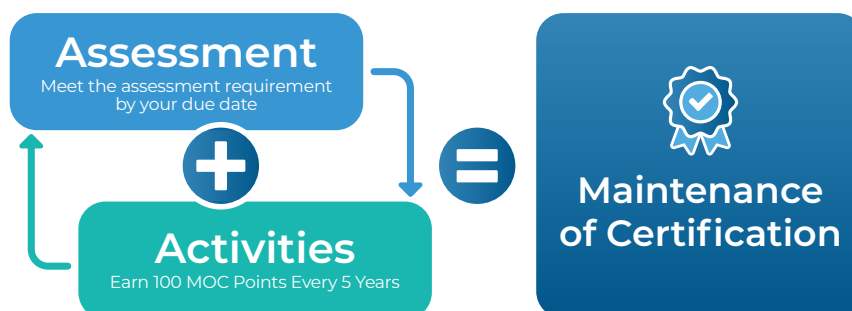 Assessment
Meet the assessment requirement
by your due date
Activities
Earn 100 MOC Points Every 5 Years
Maintenance
of Certification